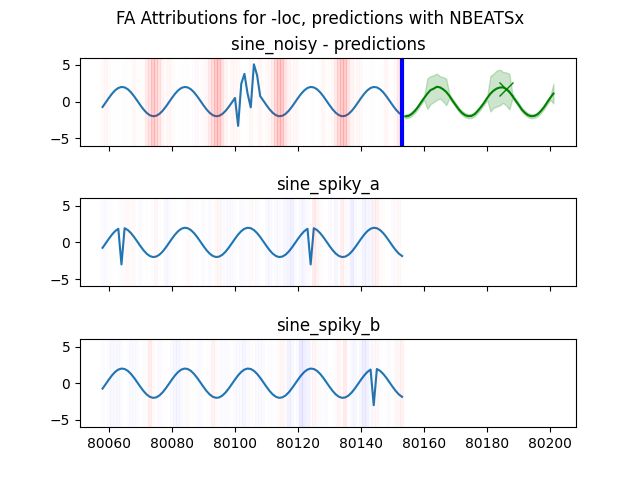 FA Attributions for -loc, predictions with NBEATSx
sine_noisy - predictions
5
0
−5
sine_spiky_a
5
0
−5
sine_spiky_b
5
0
−5
80060 80080 80100 80120 80140 80160 80180 80200